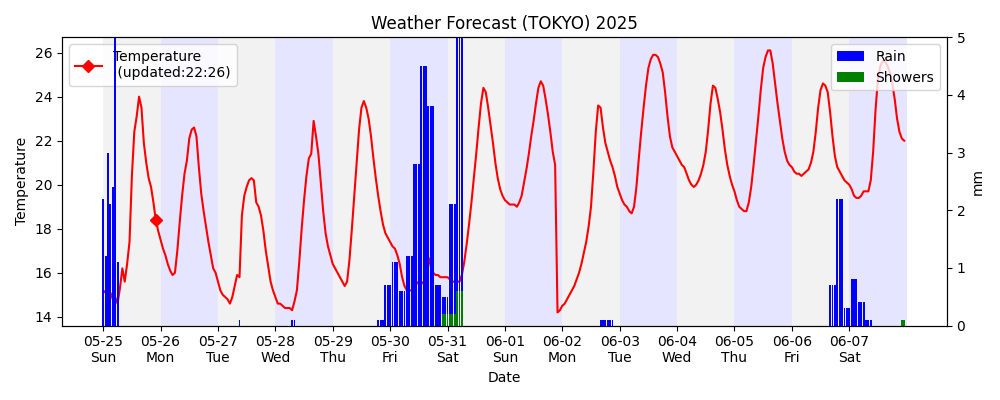 Weather Forecast (TOKYO) 2025
Temperature
(updated:22:26)
Rain
Showers
Temperature
26
24
22
20
18
16
14
5
4
3
2
1
0
mm
05-25 05-26 05-27 05-28 05-29 05-30 05-31 06-01 06-02 06-03 06-04 06-05 06-06 06-07
Sun Mon Tue Wed Thu Fri Sat Sun Mon Tue Wed Thu Fri Sat
Date